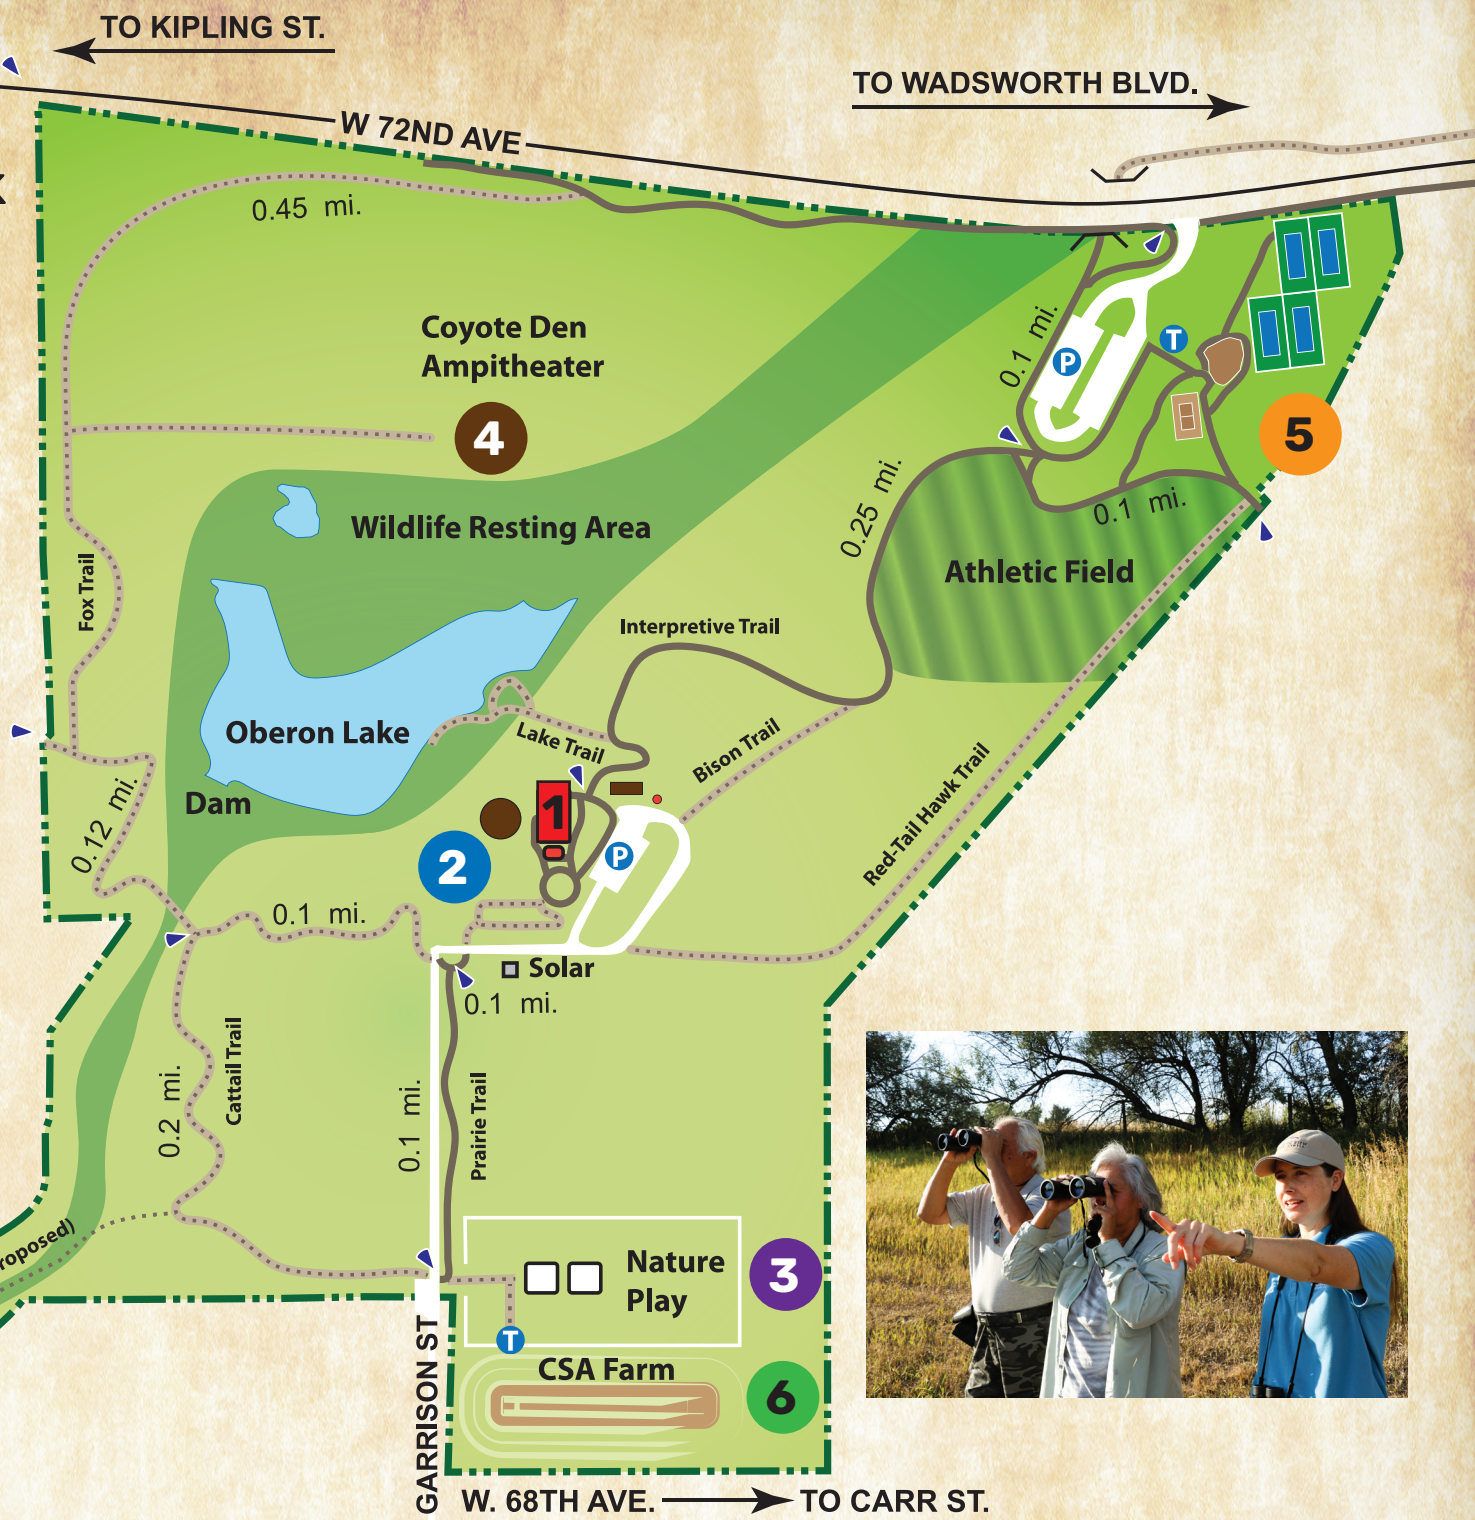 TO KIPLING ST.
TO WADSWORTH BLVD.
W 72ND AVE
0.45 mi.
Coyote Den
Ampitheater
4
0.1 mi.
P
T
5
0.25 mi.
0.1 mi.
Athletic Field
Wildlife Resting Area
Fox Trail
Interpretive Trail
Oberon Lake
Lake Trail
Bison Trail
Red-Tail Hawk Trail
Dam
0.12 mi.
1
2
P
0.1 mi.
Solar
0.1 mi.
Cattail Trail
0.2 mi.
0.1 mi.
Prairie Trail
roposed)
Nature
Play
3
T
CSA Farm
6
GARRISON ST
W. 68TH AVE.
TO CARR ST.